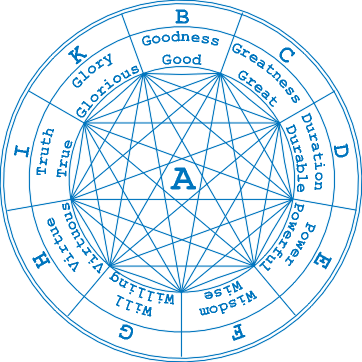 B
Goodness
Good
C
Greatness
Great
D
Duration
Durable
E
Power
Powerful
F
Wisdom
Wise
G
Will
Willing
H
Virtue
Virtuous
I
Truth
True
K
Glory
Glorious
A